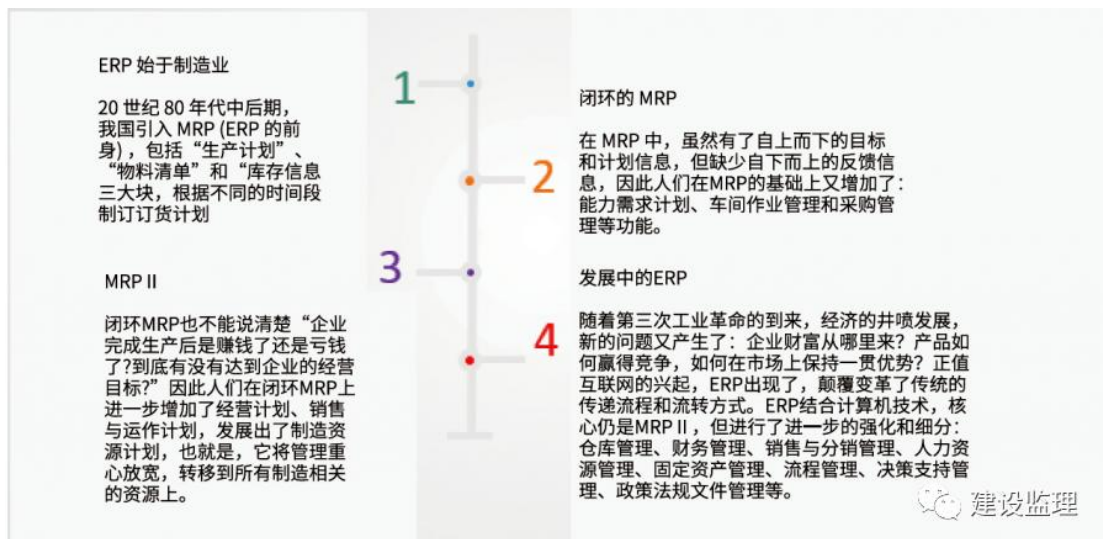 ERP 始于制造业
20 世纪 80 年代中后期，
我国引入 MRP (ERP 的前
身) ，包括“生产计划”、
“物料清单”和“库存信息
三大块，根据不同的时间段
制订订货计划
1
闭环的 MRP
在 MRP 中，虽然有了自上而下的目标
和计划信息，但缺少自下而上的反馈信
息，因此人们在MRP的基础上又增加了：
能力需求计划、车间作业管理和采购管
理等功能。
2
MRP II
闭环MRP也不能说清楚“企业
完成生产后是赚钱了还是亏钱
了?到底有没有达到企业的经营
目标?”因此人们在闭环MRP上
进一步增加了经营计划、销售
与运作计划，发展出了制造资
源计划，也就是，它将管理重
心放宽，转移到所有制造相关
的资源上。
3
发展中的ERP
随着第三次工业革命的到来，经济的井喷发展，
新的问题又产生了：企业财富从哪里来？产品如
何赢得竞争，如何在市场上保持一贯优势？正值
互联网的兴起，ERP出现了，颠覆变革了传统的
传递流程和流转方式。ERP结合计算机技术，核
心仍是MRP II，但进行了进一步的强化和细分：
仓库管理、财务管理、销售与分销管理、人力资
源管理、固定资产管理、流程管理、决策支持管
理、政策法规文件管理等。
4
建设监理